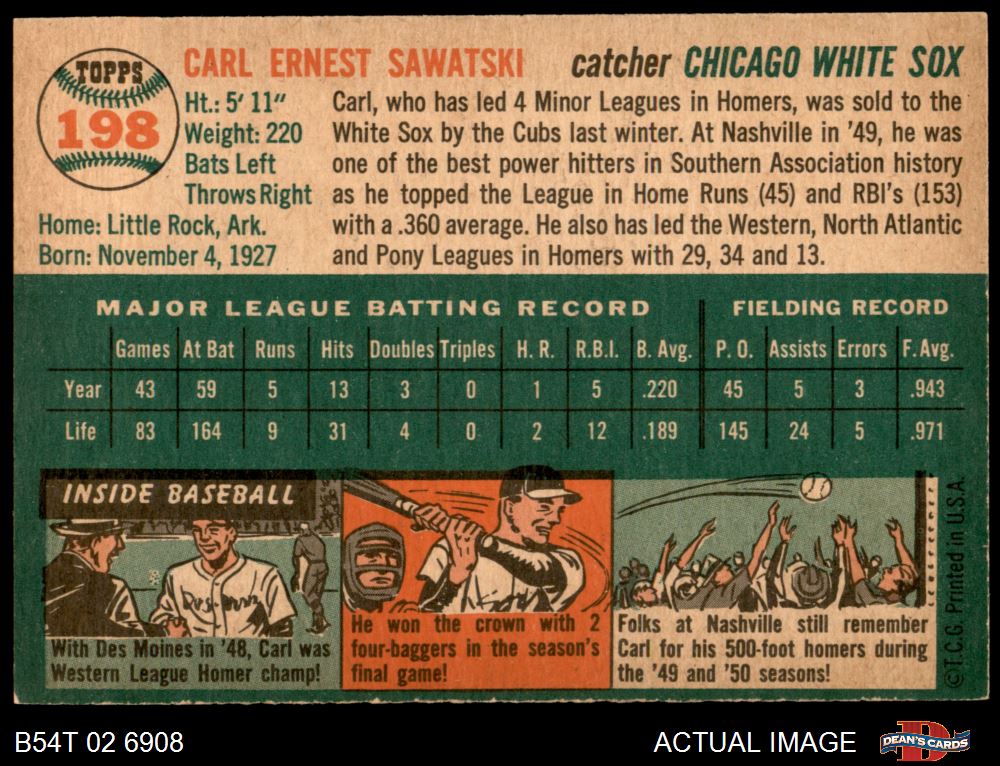 TOPPS
198
CARL ERNEST SAWATSKI catcher CHICAGO WHITE SOX
Ht.: 5' 11"
Weight: 220
Bats Left
Throws Right
Home: Little Rock, Ark.
Born: November 4, 1927
Carl, who has led 4 Minor Leagues in Homers, was sold to the
White Sox by the Cubs last winter. At Nashville in '49, he was
one of the best power hitters in Southern Association history
as he topped the League in Home Runs (45) and RBI's (153)
with a .360 average. He also has led the Western, North Atlantic
and Pony Leagues in Homers with 29, 34 and 13.
MAJOR LEAGUE BATTING RECORD FIELDING RECORD
Games At Bat Runs Hits Doubles Triples H. R. R.B.I. B. Avg. P. O. Assists Errors F. Avg.
Year 43 59 5 13 3 0 1 5 .220 45 5 3 .943
Life 83 164 9 31 4 0 2 12 .189 145 24 5 .971
INSIDE BASEBALL
With Des Moines in '48, Carl was
Western League Homer champ!
He won the crown with 2
four-baggers in the season's
final game!
Folks at Nashville still remember
Carl for his 500-foot homers during
the '49 and '50 seasons!
©T.C.G. Printed in U.S.A.
B54T 02 6908
ACTUAL IMAGE
DEAN'S CARDS